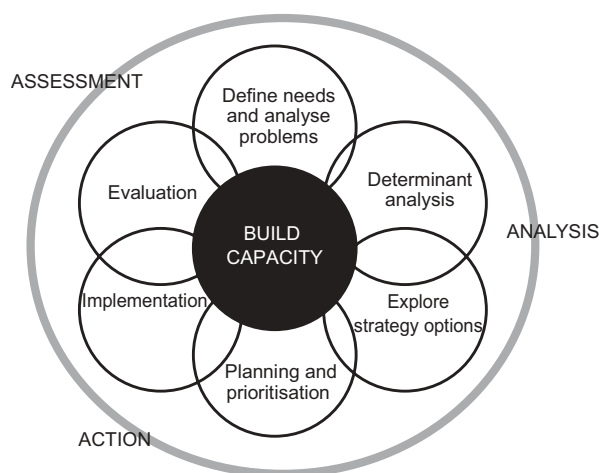 ASSESSMENT
Define needs
and analyse
problems
Evaluation
Determinant
analysis
BUILD
CAPACITY
ANALYSIS
Implementation
Explore
strategy options
Planning and
prioritisation
ACTION